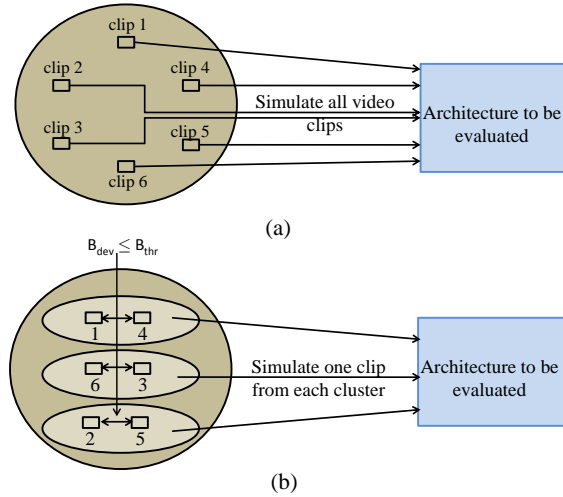 clip 1
clip 2
clip 4
Simulate all video
clips
clip 3
clip 5
clip 6
Architecture to be
evaluated
(a)
B_dev ≤ B_thr
1 4
6 3
2 5
Simulate one clip
from each cluster
Architecture to be
evaluated
(b)